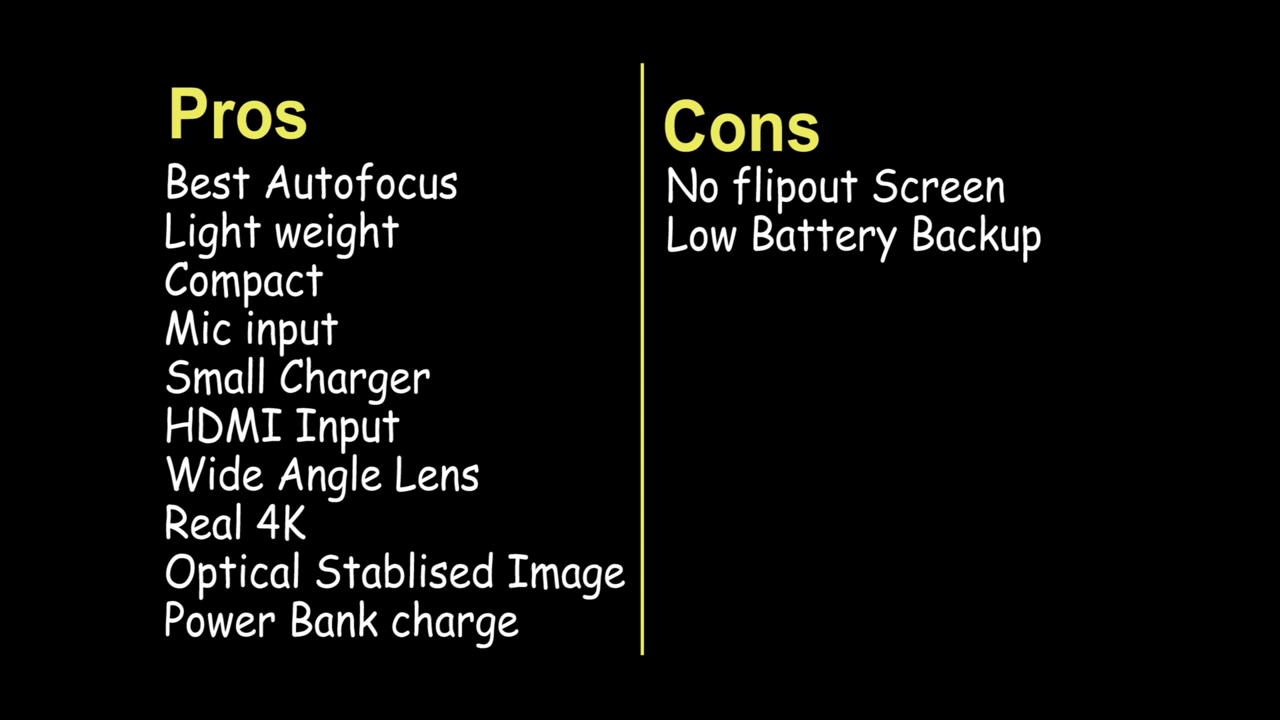 Pros
Best Autofocus
Light weight
Compact
Mic input
Small Charger
HDMI Input
Wide Angle Lens
Real 4K
Optical Stablised Image
Power Bank charge
Cons
No flipout Screen
Low Battery Backup